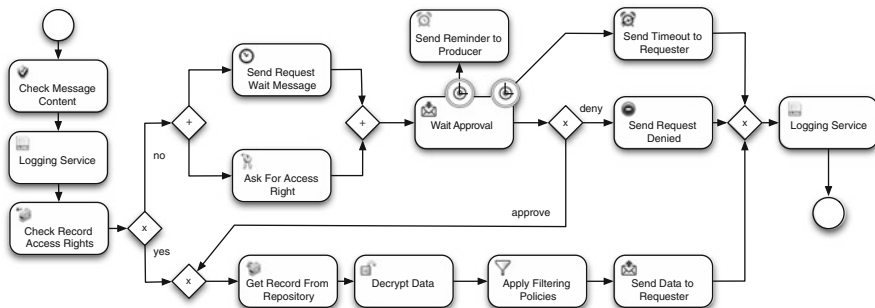 Check Message
Content
Logging Service
Check Record
Access Rights
x
no
yes
+
Send Request
Wait Message
Ask For Access
Right
+
Send Reminder to
Producer
Wait Approval
x
deny
approve
Send Timeout to
Requester
Send Request
Denied
x
Logging Service
x
Get Record From
Repository
Decrypt Data
Apply Filtering
Policies
Send Data to
Requester